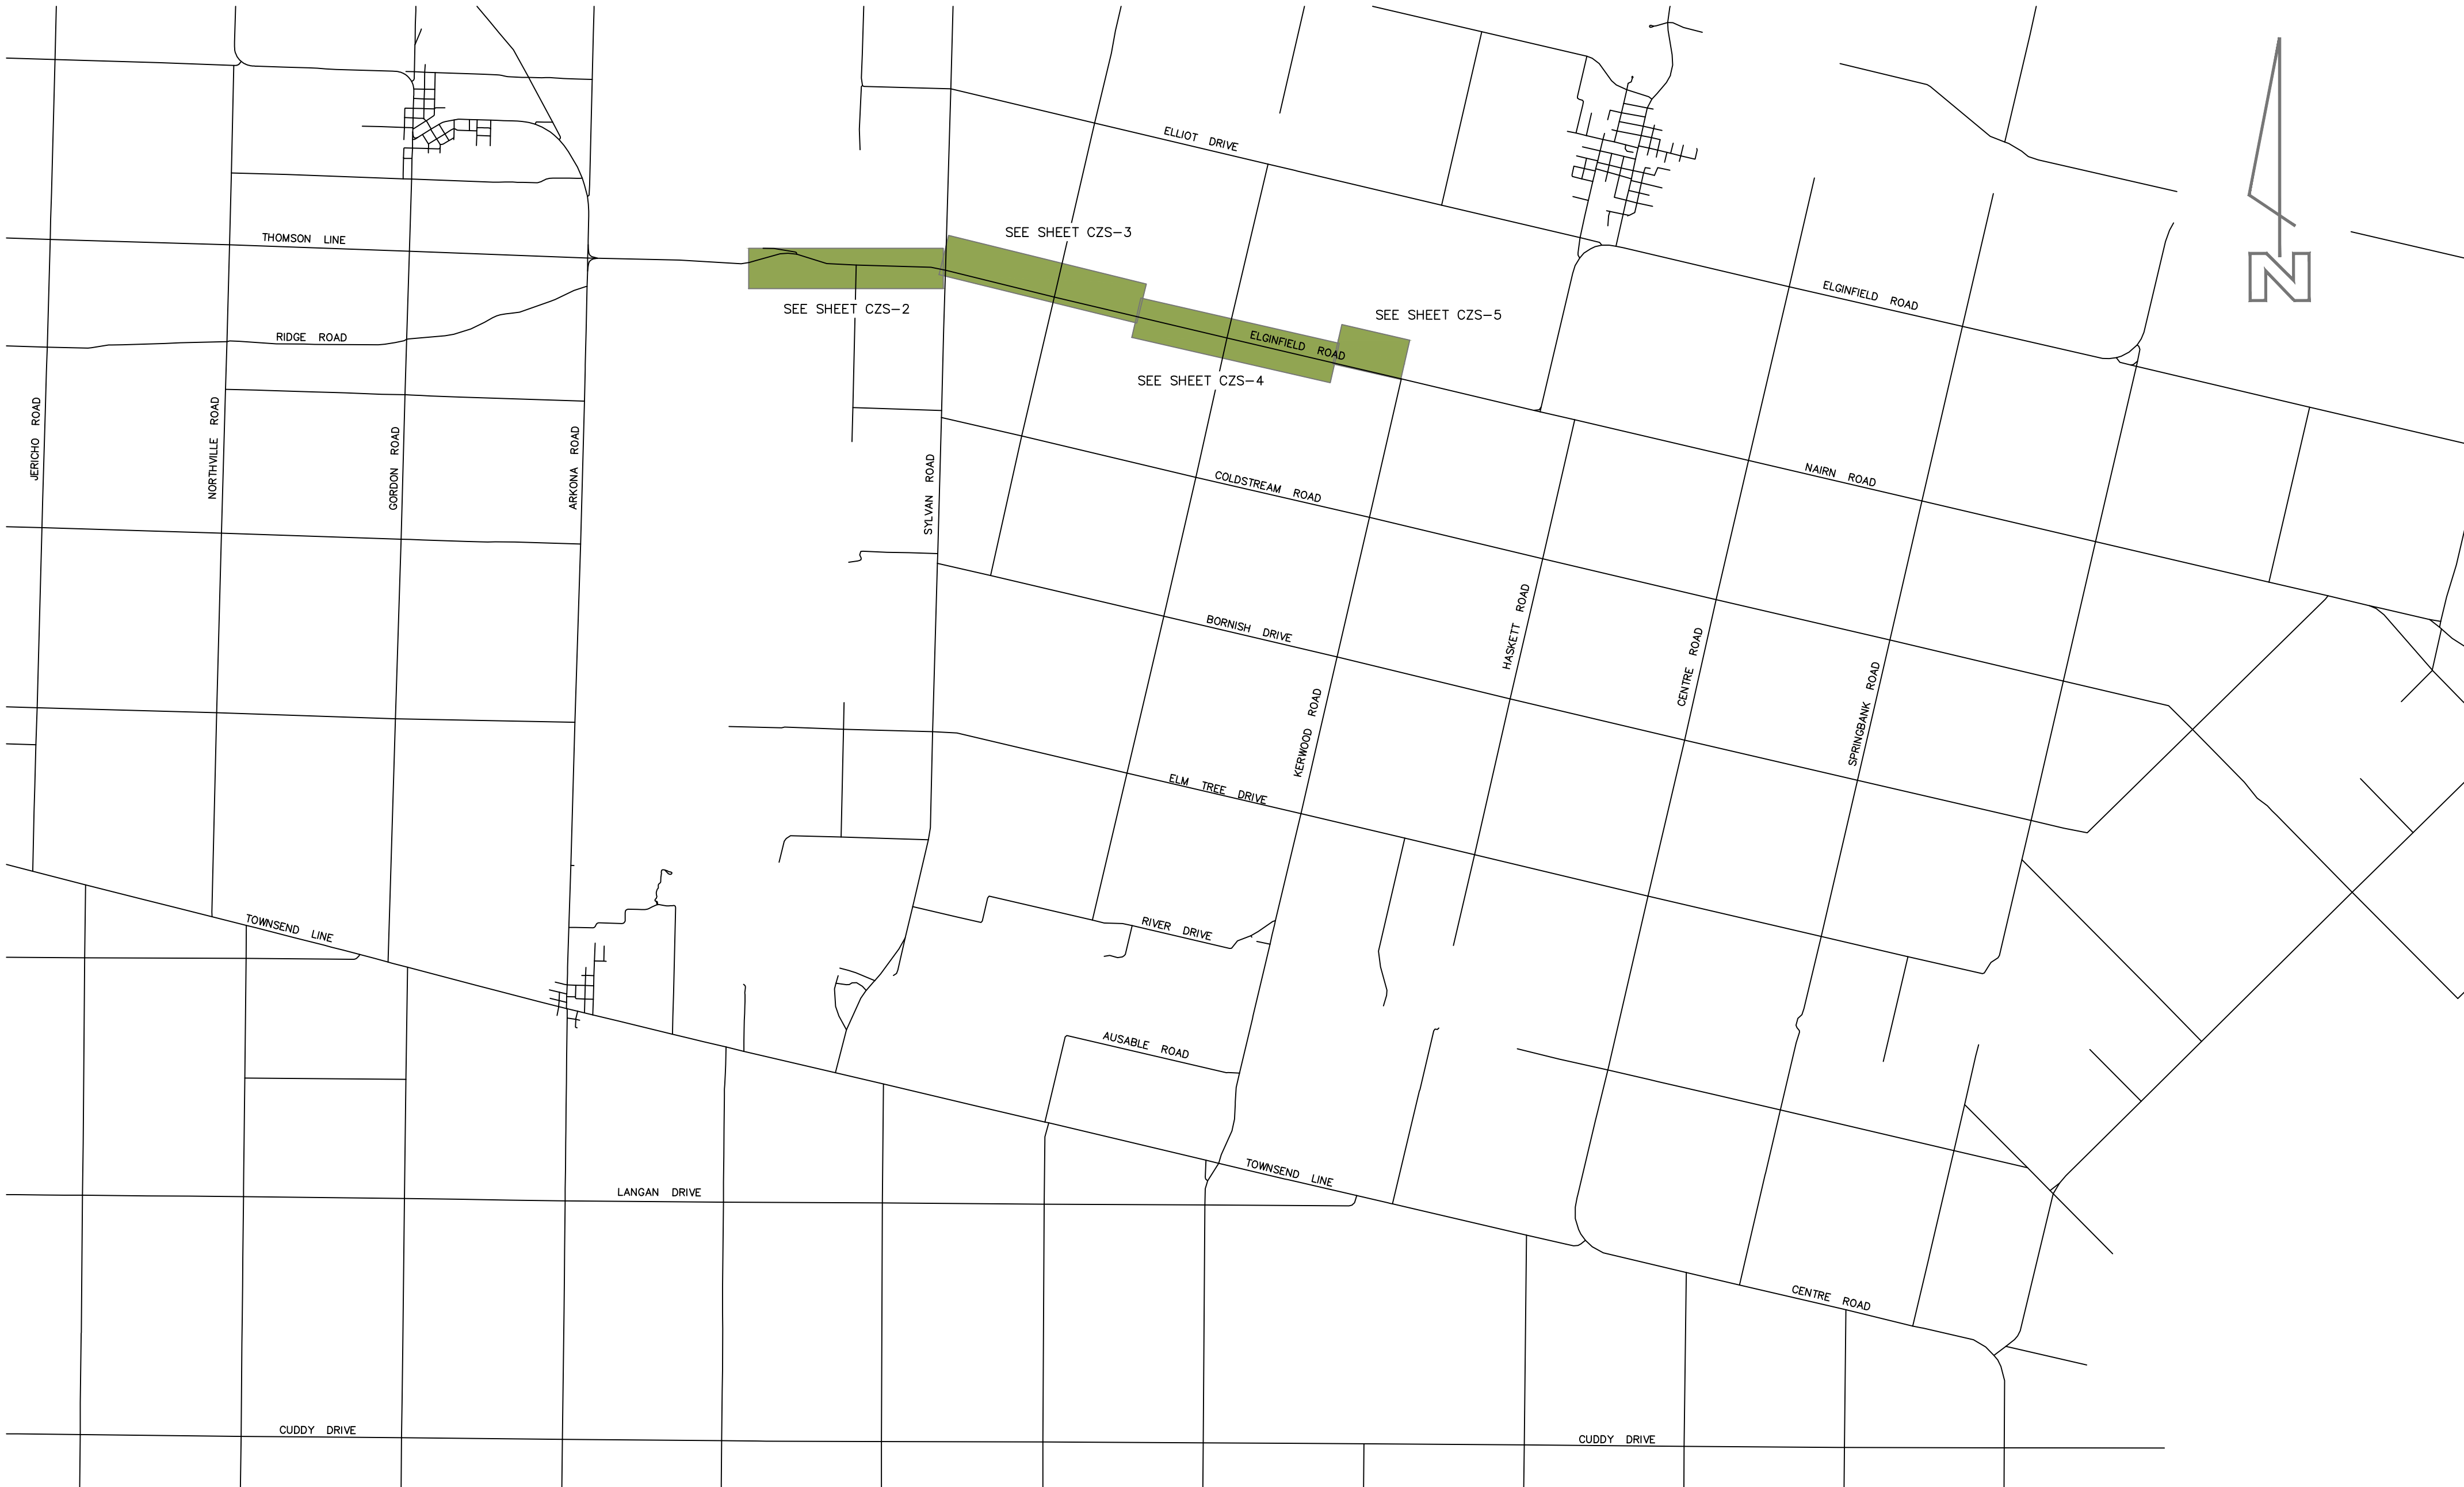 ELLIOT DRIVE
SEE SHEET CZS-3
THOMSON LINE
N
ELGINFIELD ROAD
SEE SHEET CZS-2
SEE SHEET CZS-5
RIDGE ROAD
ELGINFIELD ROAD
SEE SHEET CZS-4
JERICHO ROAD
NORTHVILLE ROAD
GORDON ROAD
ARKONA ROAD
SYLVAN ROAD
COLDSTREAM ROAD
NAIRN ROAD
BORNISH DRIVE
HASKETT ROAD
CENTRE ROAD
SPRINGBANK ROAD
KERWOOD ROAD
ELM TREE DRIVE
TOWNSEND LINE
RIVER DRIVE
AUSABLE ROAD
TOWNSEND LINE
LANGAN DRIVE
CENTRE ROAD
CUDDY DRIVE
CUDDY DRIVE